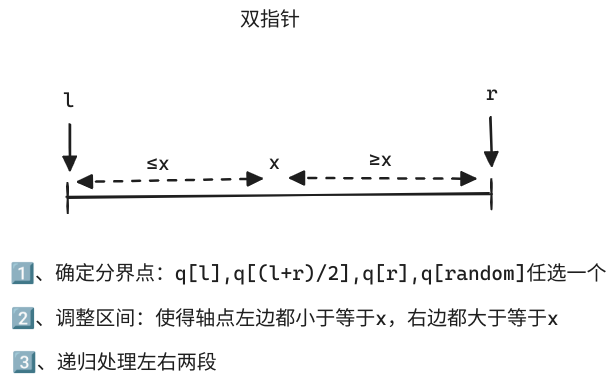 双指针
l
r
≤x
x
≥x
1️⃣、确定分界点：q[l],q[(l+r)/2],q[r],q[random]任选一个
2️⃣、调整区间：使得轴点左边都小于等于x，右边都大于等于x
3️⃣、递归处理左右两段